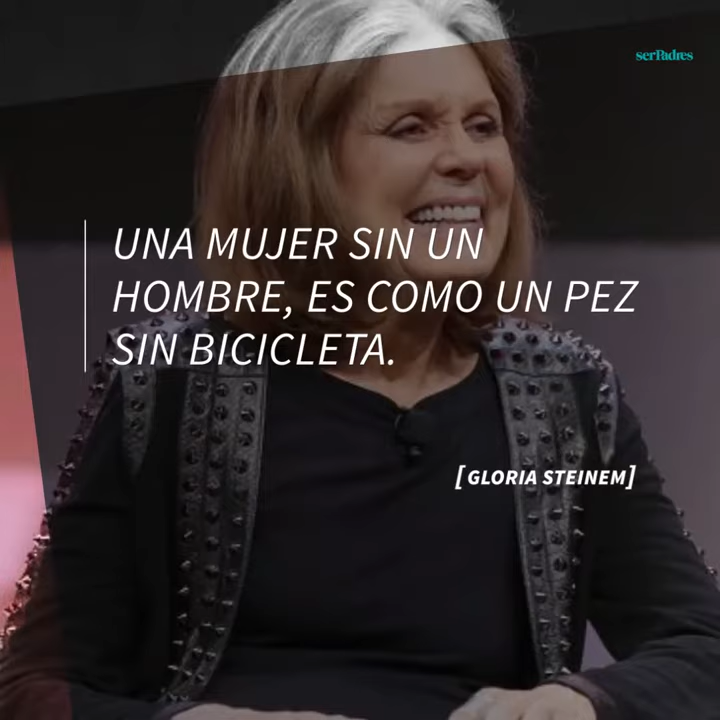 serPadres
UNA MUJER SIN UN
HOMBRE, ES COMO UN PEZ
SIN BICICLETA.
[GLORIA STEINEM]